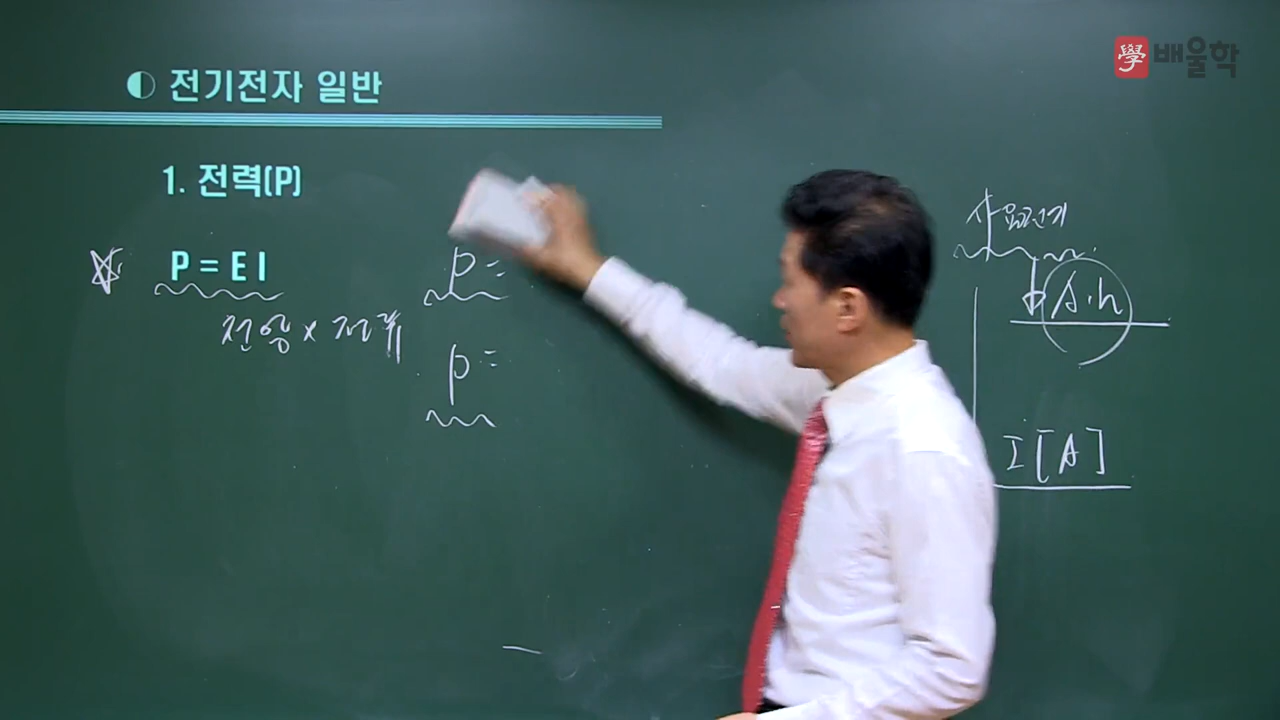 전기전자 일반
學 배울학
1. 전력(P)
P = E I
전압 × 전류
P =
P =
A·h
I [A]